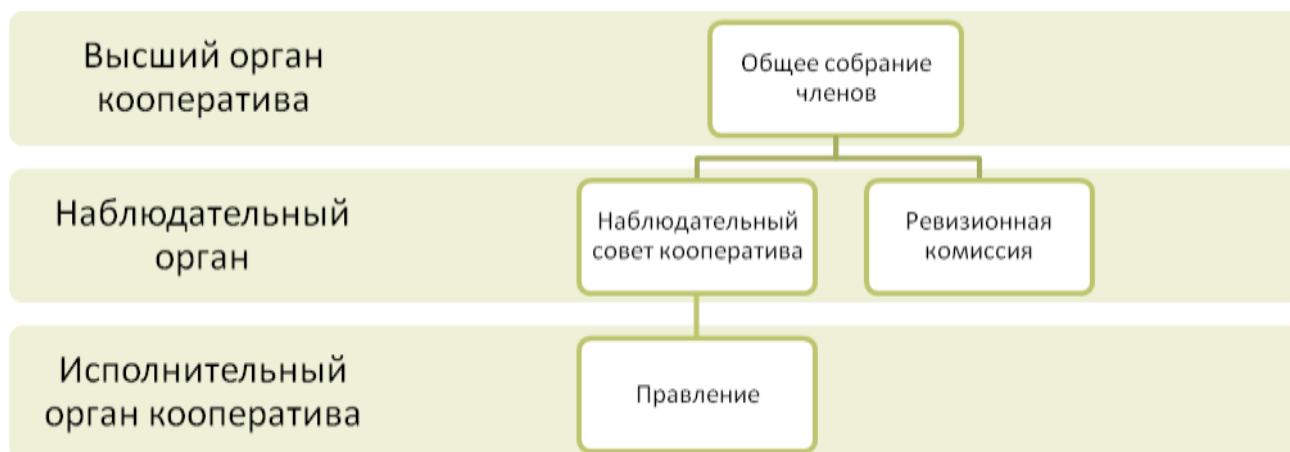 Высший орган
кооператива
Общее собрание
членов
Наблюдательный
орган
Наблюдательный
совет кооператива
Ревизионная
комиссия
Исполнительный
орган кооператива
Правление